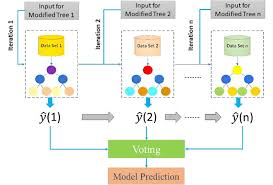 Input for
Modified Tree 1
Input for
Modified Tree 2
Input for
Modified Tree n
Iteration 1
Iteration 2
Iteration n
Data Set 1
Data Set 2
Data Set n
......
ŷ(1)
ŷ(2)
......
ŷ(n)
Voting
Model Prediction